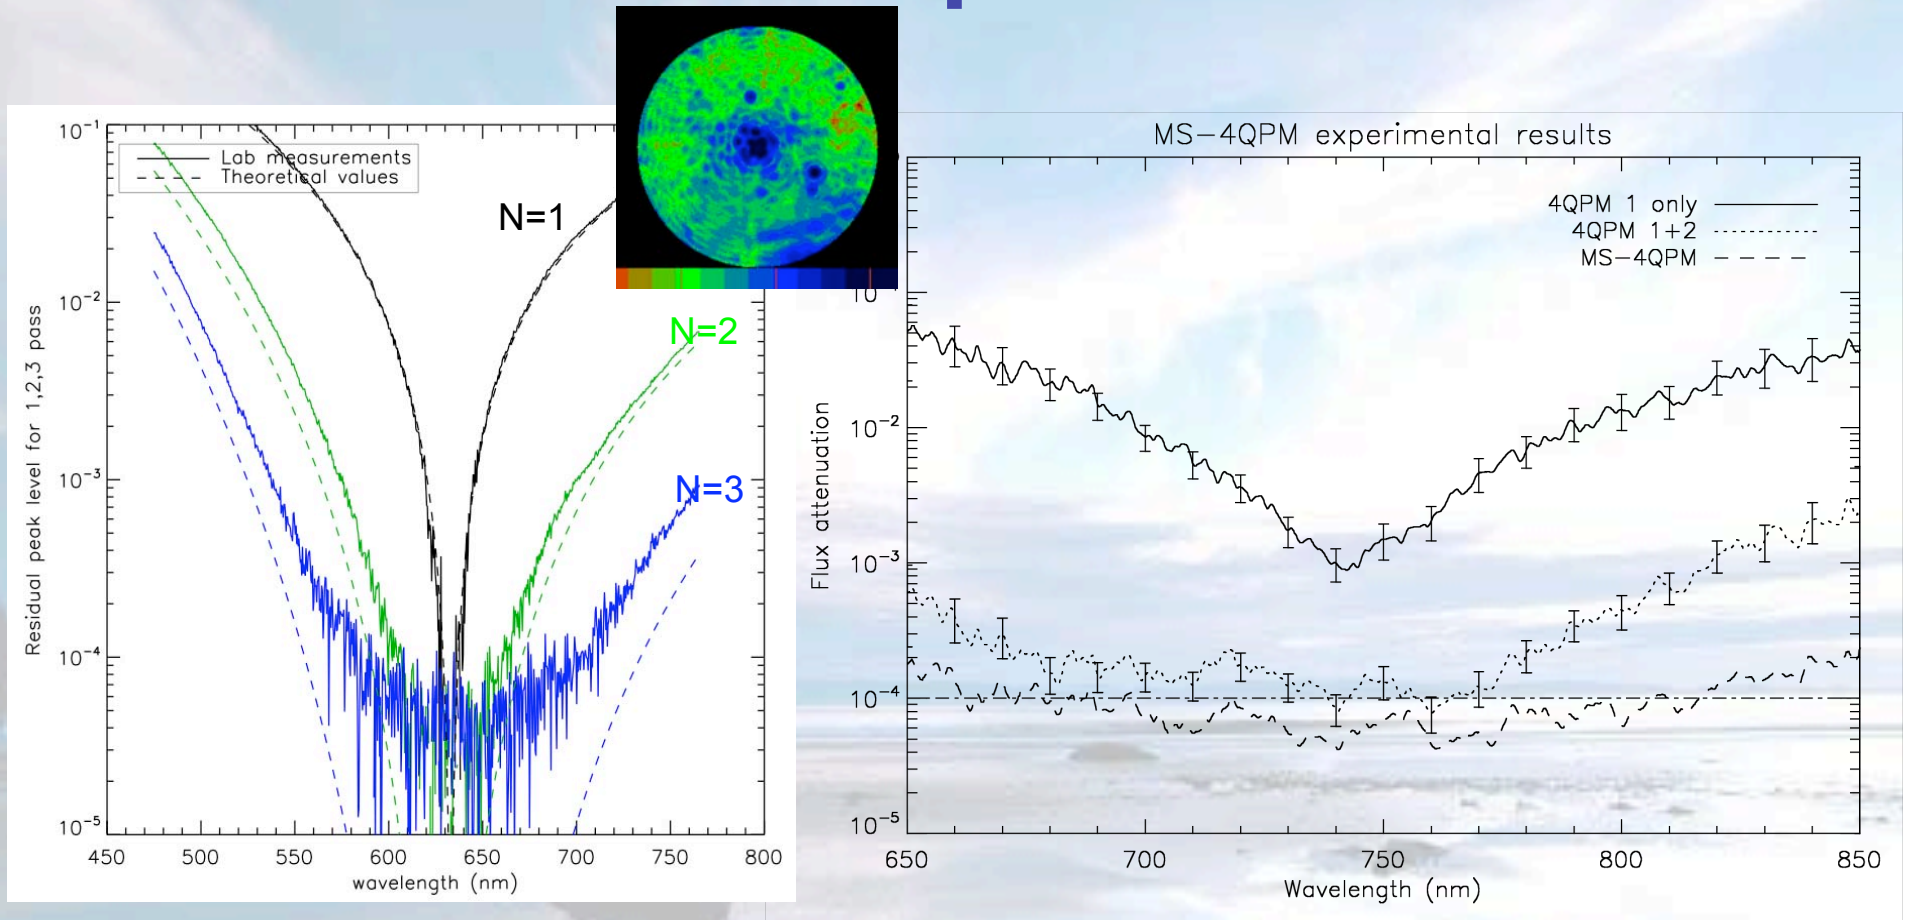 Lab measurements
Theoretical values
N=1
N=2
N=3
10-1
10-2
10-3
10-4
10-5
450 500 550 600 650 700 750 800
wavelength (nm)
Residual peak level for 1,2,3 pass
MS-4QPM experimental results
4QPM 1 only
4QPM 1+2
MS-4QPM
10-2
10-3
10-4
10-5
650 700 750 800 850
Wavelength (nm)
Flux attenuation